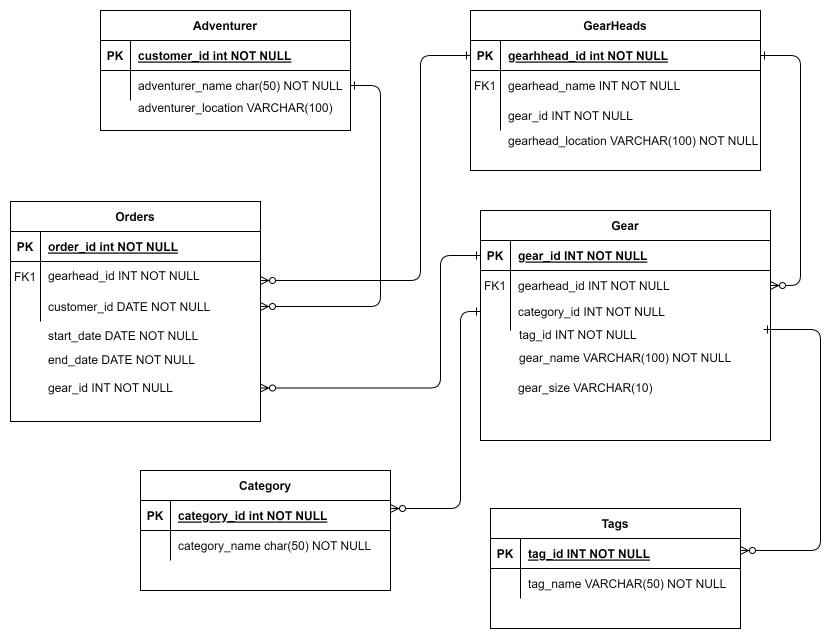 Adventurer
PK customer_id int NOT NULL
adventurer_name char(50) NOT NULL
adventurer_location VARCHAR(100)
GearHeads
PK gearhhead_id int NOT NULL
FK1 gearhead_name INT NOT NULL
gear_id INT NOT NULL
gearhead_location VARCHAR(100) NOT NULL
Orders
PK order_id int NOT NULL
FK1 gearhead_id INT NOT NULL
customer_id DATE NOT NULL
start_date DATE NOT NULL
end_date DATE NOT NULL
gear_id INT NOT NULL
Gear
PK gear_id INT NOT NULL
FK1 gearhead_id INT NOT NULL
category_id INT NOT NULL
tag_id INT NOT NULL
gear_name VARCHAR(100) NOT NULL
gear_size VARCHAR(10)
Category
PK category_id int NOT NULL
category_name char(50) NOT NULL
Tags
PK tag_id INT NOT NULL
tag_name VARCHAR(50) NOT NULL